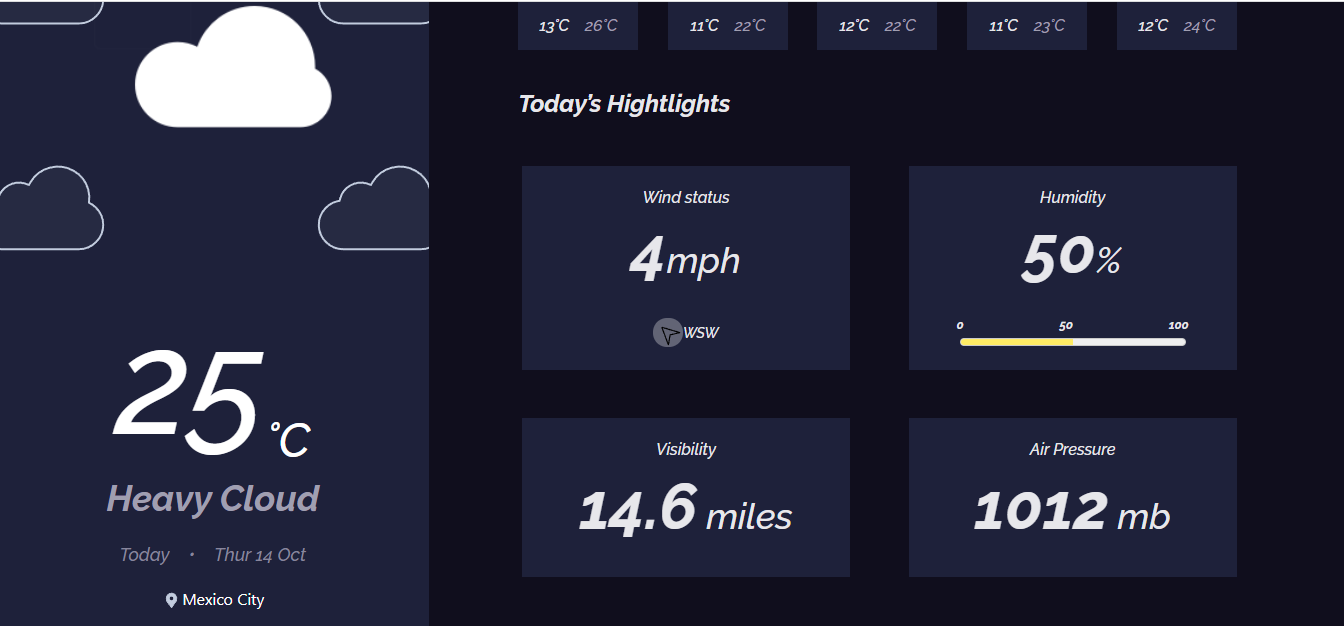 13°C 26°C 11°C 22°C 12°C 22°C 11°C 23°C 12°C 24°C
Today's Hightlights
Wind status
4mph
WSW
Humidity
50%
0 50 100
Visibility
14.6 miles
Air Pressure
1012 mb
25°C
Heavy Cloud
Today • Thur 14 Oct
Mexico City